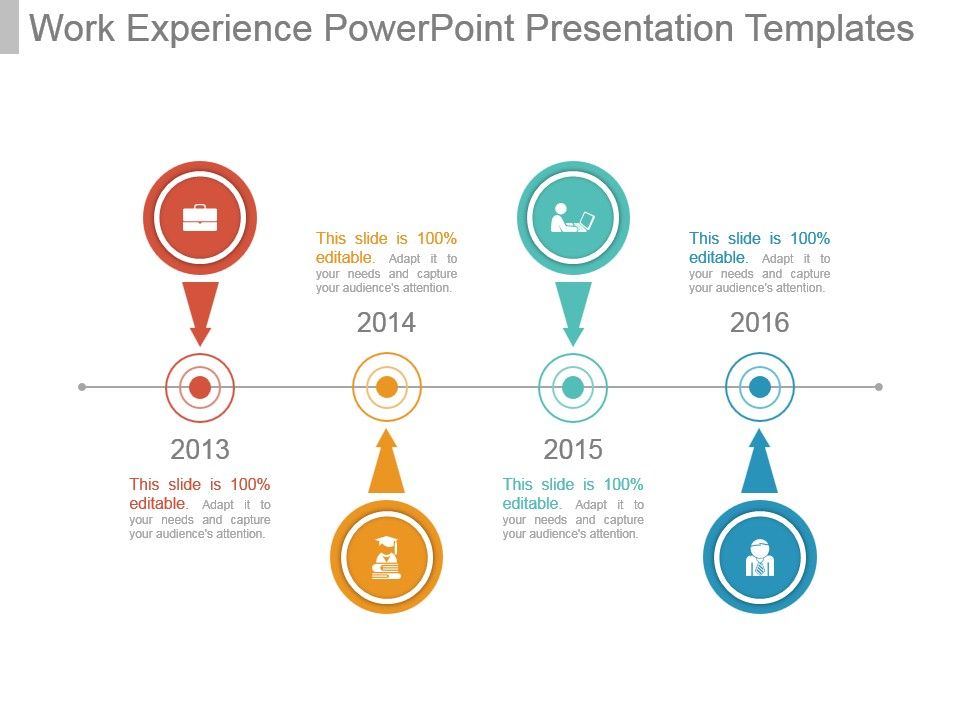 Work Experience PowerPoint Presentation Templates
This slide is 100%
editable. Adapt it to
your needs and capture
your audience's attention.
2014
This slide is 100%
editable. Adapt it to
your needs and capture
your audience's attention.
2016
2013
This slide is 100%
editable. Adapt it to
your needs and capture
your audience's attention.
2015
This slide is 100%
editable. Adapt it to
your needs and capture
your audience's attention.